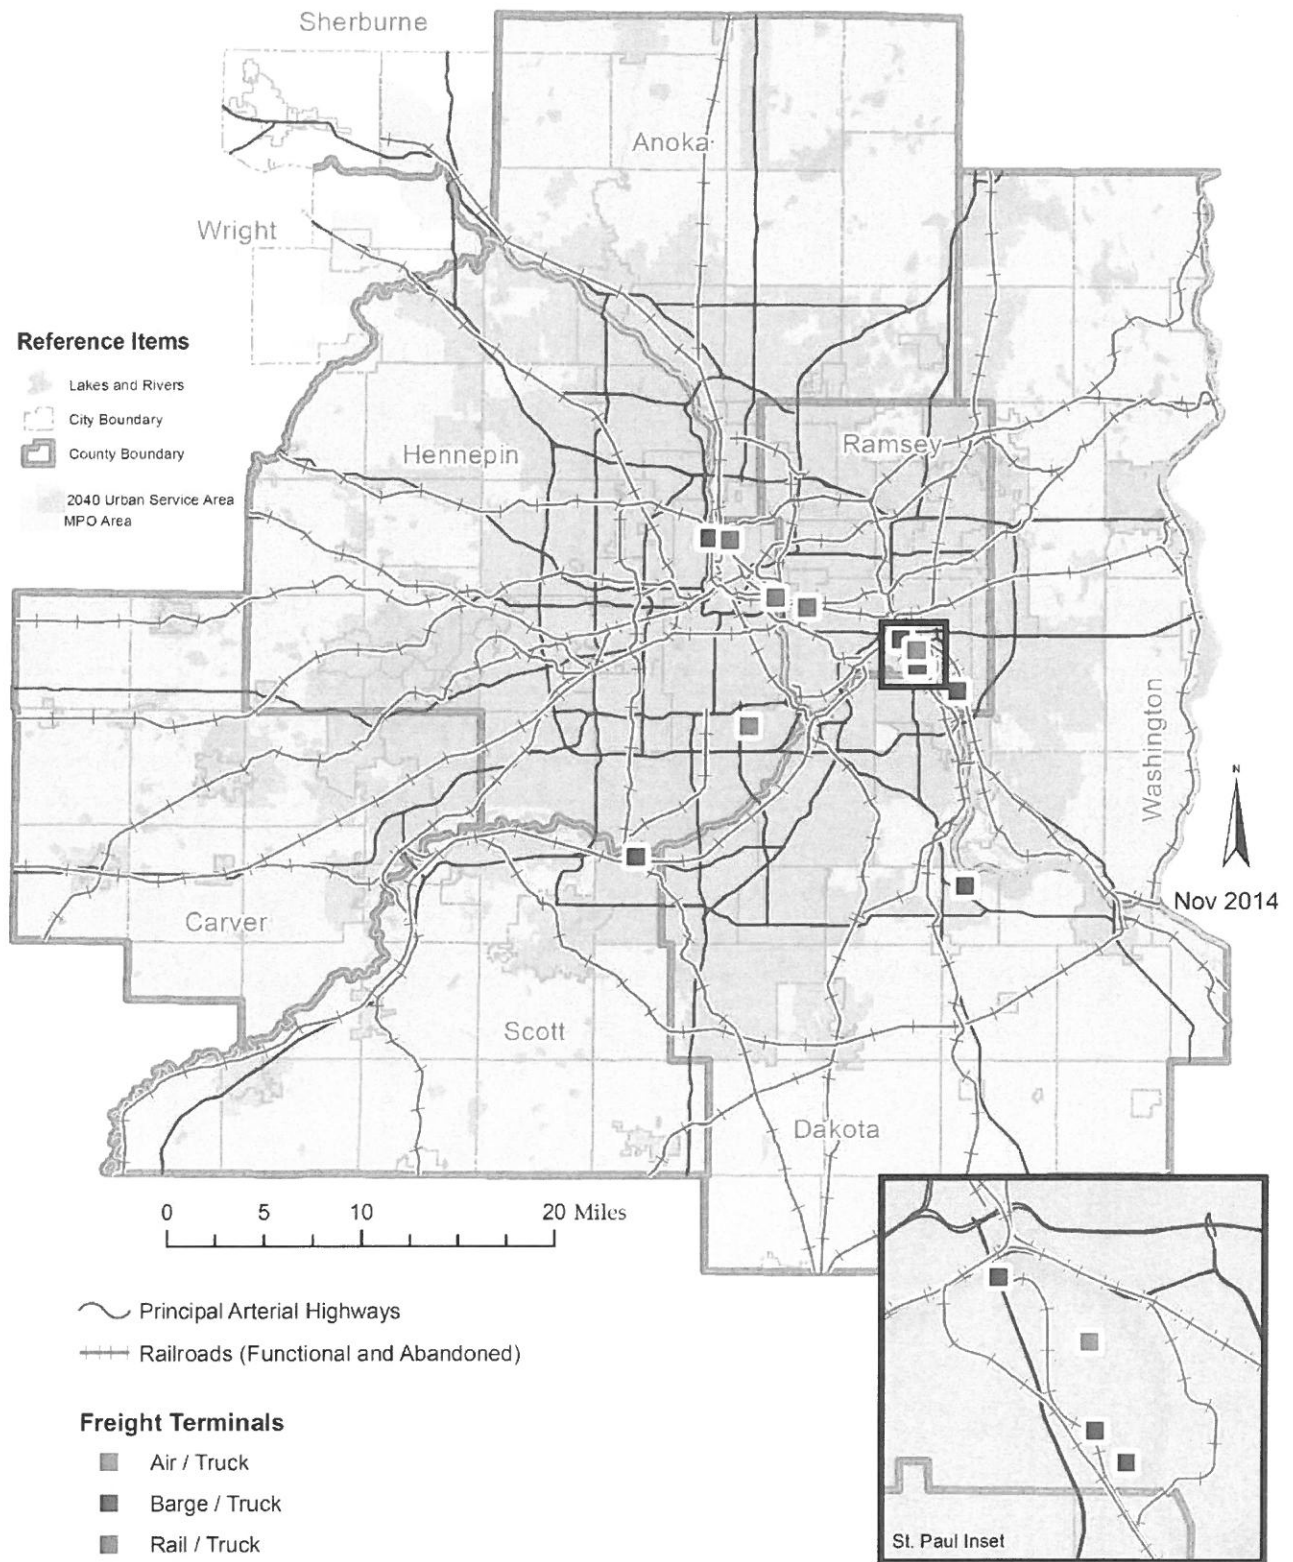 Sherburne
Anoka
Wright
Reference Items
Lakes and Rivers
City Boundary
County Boundary
2040 Urban Service Area
MPO Area
Hennepin
Ramsey
Washington
N
Nov 2014
Carver
Scott
Dakota
0 5 10 20 Miles
Principal Arterial Highways
Railroads (Functional and Abandoned)
Freight Terminals
Air / Truck
Barge / Truck
Rail / Truck
St. Paul Inset